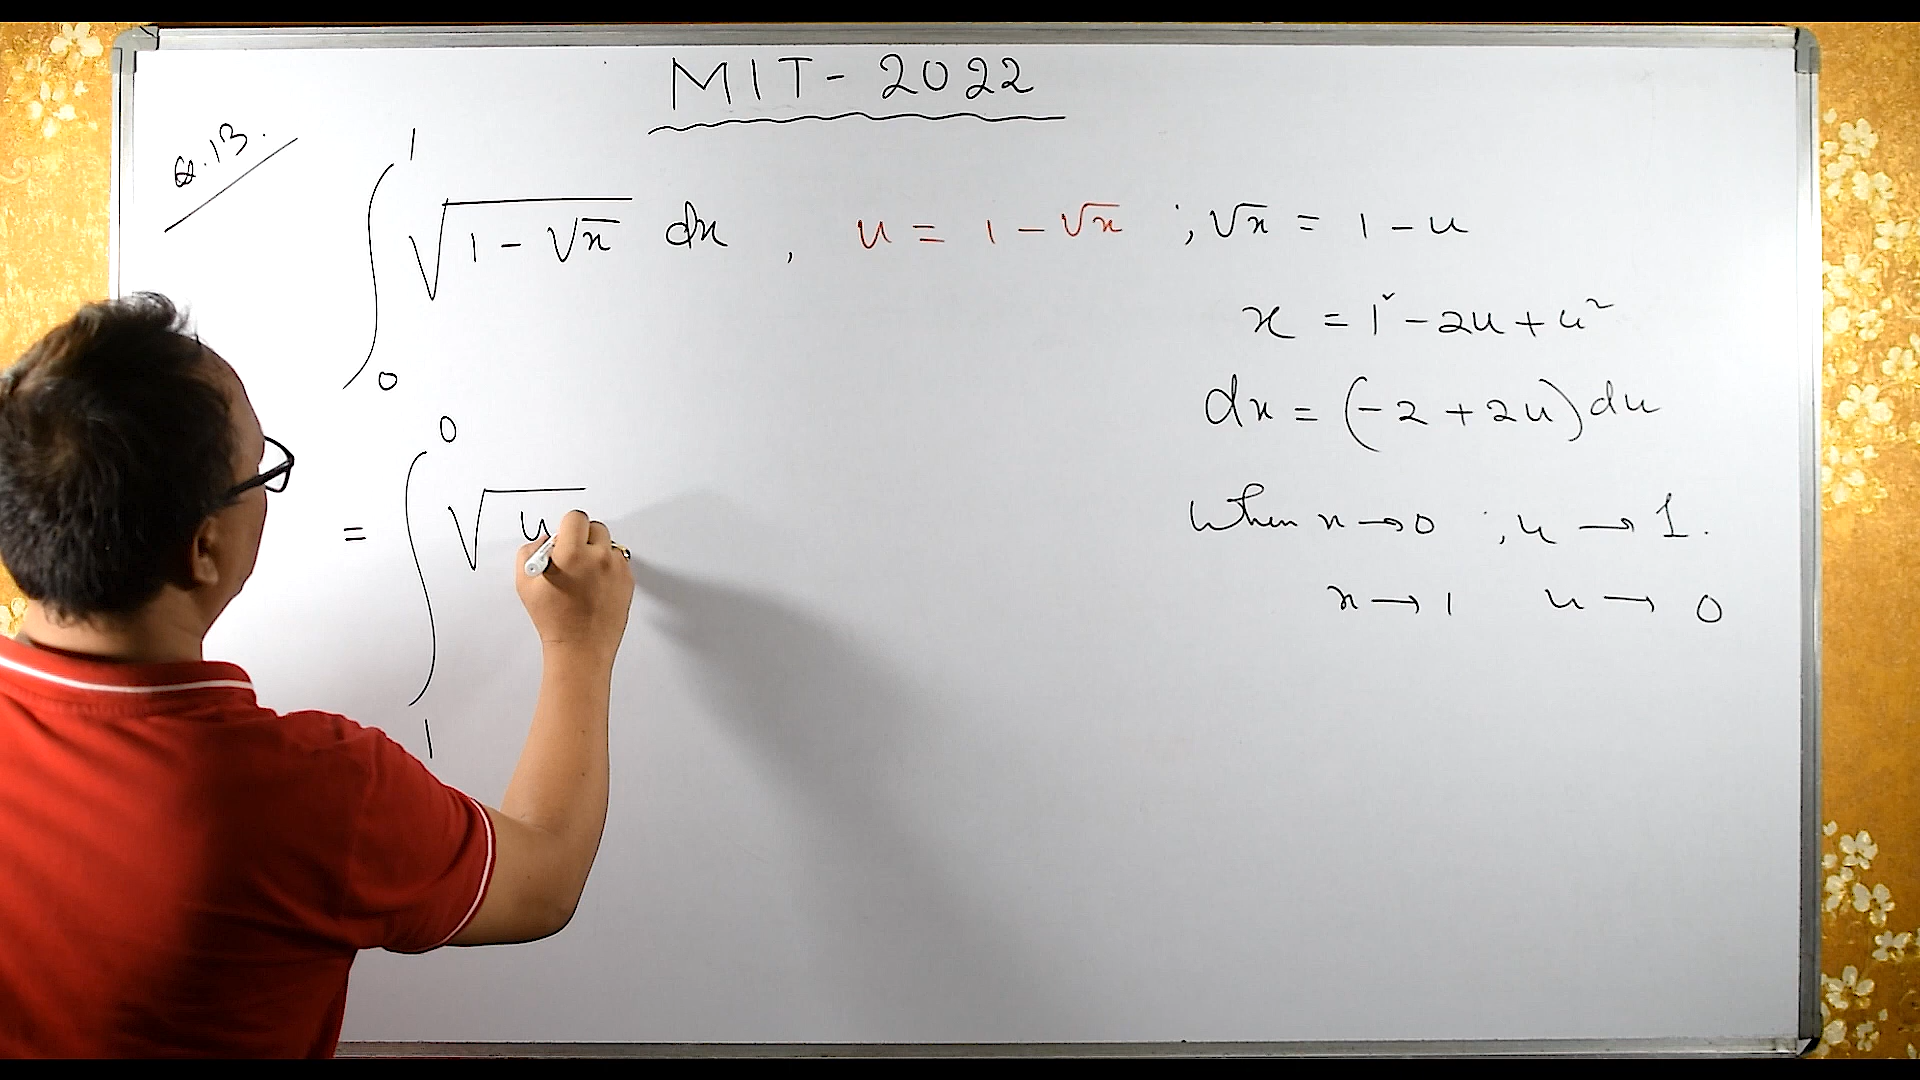 MIT - 2022
Q.13.
∫₀¹ √(1 - √x) dx , u = 1 - √x ; √x = 1 - u
x = 1² - 2u + u²
dx = (-2 + 2u) du
= ∫₁⁰ √u
When x → 0 ; u → 1.
x → 1 u → 0